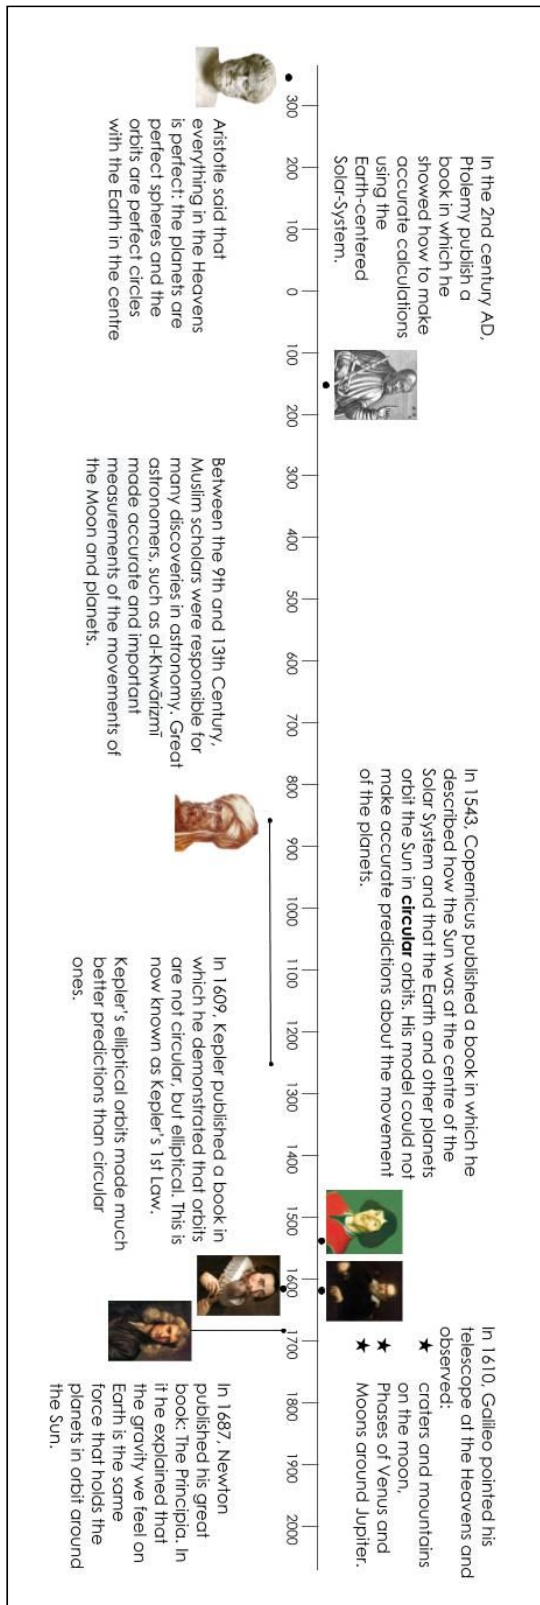 In the 2nd century AD,
Ptolemy publish a
book in which he
showed how to make
accurate calculations
using the
Earth-centered
Solar-System.
In 1543, Copernicus published a book in which he
described how the Sun was at the centre of the
Solar System and that the Earth and other planets
orbit the Sun in circular orbits. His model could not
make accurate predictions about the movement
of the planets.
In 1610, Galileo pointed his
telescope at the Heavens and
observed:
★ craters and mountains
on the moon,
★ Phases of Venus and
★ Moons around Jupiter.
300 200 100 0 100 200 300 400 500 600 700 800 900 1000 1100 1200 1300 1400 1500 1600 1700 1800 1900 2000
Aristotle said that
everything in the Heavens
is perfect: the planets are
perfect spheres and the
orbits are perfect circles
with the Earth in the centre
Between the 9th and 13th Century,
Muslim scholars were responsible for
many discoveries in astronomy. Great
astronomers, such as al-Khwārizmī
made accurate and important
measurements of the movements of
the Moon and planets.
In 1609, Kepler published a book in
which he demonstrated that orbits
are not circular, but elliptical. This is
now known as Kepler's 1st Law.
Kepler's elliptical orbits made much
better predictions than circular
ones.
In 1687, Newton
published his great
book: The Principia. In
it he explained that
the gravity we feel on
Earth is the same
force that holds the
planets in orbit around
the Sun.